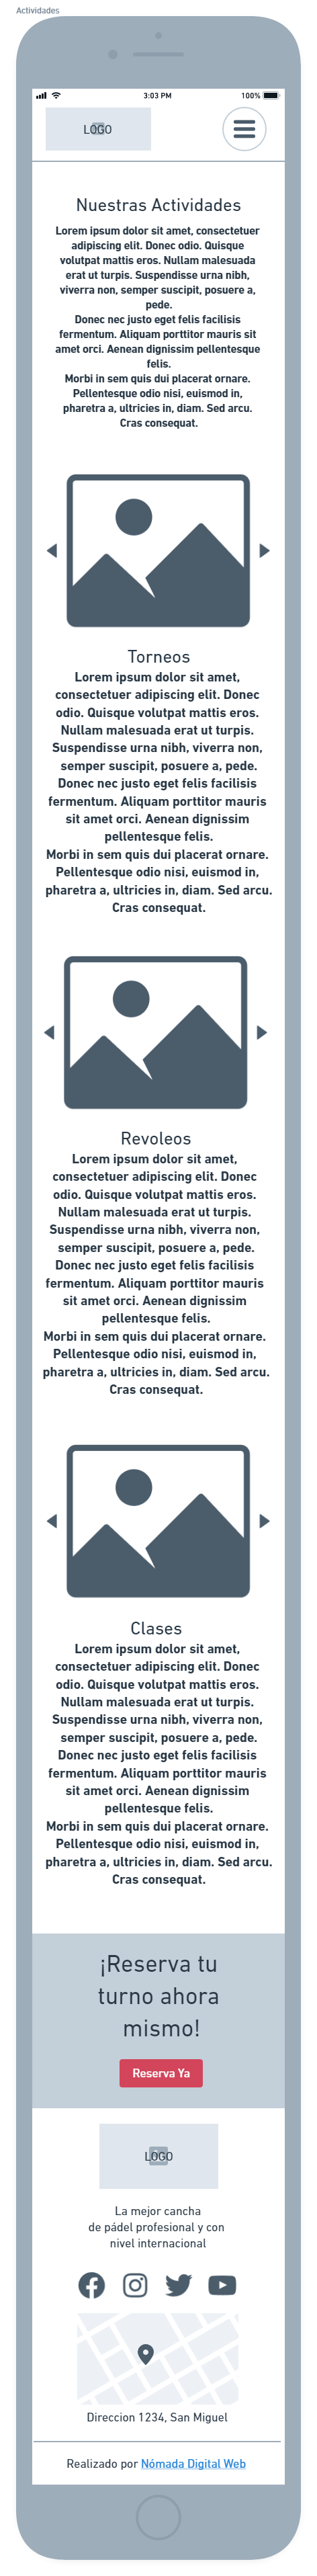 Actividades
3:03 PM
100%
LOGO
Nuestras Actividades
Lorem ipsum dolor sit amet, consectetuer
adipiscing elit. Donec odio. Quisque
volutpat mattis eros. Nullam malesuada
erat ut turpis. Suspendisse urna nibh,
viverra non, semper suscipit, posuere a,
pede.
Donec nec justo eget felis facilisis
fermentum. Aliquam porttitor mauris sit
amet orci. Aenean dignissim pellentesque
felis.
Morbi in sem quis dui placerat ornare.
Pellentesque odio nisi, euismod in,
pharetra a, ultricies in, diam. Sed arcu.
Cras consequat.
Torneos
Lorem ipsum dolor sit amet,
consectetuer adipiscing elit. Donec
odio. Quisque volutpat mattis eros.
Nullam malesuada erat ut turpis.
Suspendisse urna nibh, viverra non,
semper suscipit, posuere a, pede.
Donec nec justo eget felis facilisis
fermentum. Aliquam porttitor mauris
sit amet orci. Aenean dignissim
pellentesque felis.
Morbi in sem quis dui placerat ornare.
Pellentesque odio nisi, euismod in,
pharetra a, ultricies in, diam. Sed arcu.
Cras consequat.
Revoleos
Lorem ipsum dolor sit amet,
consectetuer adipiscing elit. Donec
odio. Quisque volutpat mattis eros.
Nullam malesuada erat ut turpis.
Suspendisse urna nibh, viverra non,
semper suscipit, posuere a, pede.
Donec nec justo eget felis facilisis
fermentum. Aliquam porttitor mauris
sit amet orci. Aenean dignissim
pellentesque felis.
Morbi in sem quis dui placerat ornare.
Pellentesque odio nisi, euismod in,
pharetra a, ultricies in, diam. Sed arcu.
Cras consequat.
Clases
Lorem ipsum dolor sit amet,
consectetuer adipiscing elit. Donec
odio. Quisque volutpat mattis eros.
Nullam malesuada erat ut turpis.
Suspendisse urna nibh, viverra non,
semper suscipit, posuere a, pede.
Donec nec justo eget felis facilisis
fermentum. Aliquam porttitor mauris
sit amet orci. Aenean dignissim
pellentesque felis.
Morbi in sem quis dui placerat ornare.
Pellentesque odio nisi, euismod in,
pharetra a, ultricies in, diam. Sed arcu.
Cras consequat.
¡Reserva tu
turno ahora
mismo!
Reserva Ya
LOGO
La mejor cancha
de pádel profesional y con
nivel internacional
Direccion 1234, San Miguel
Realizado por Nómada Digital Web